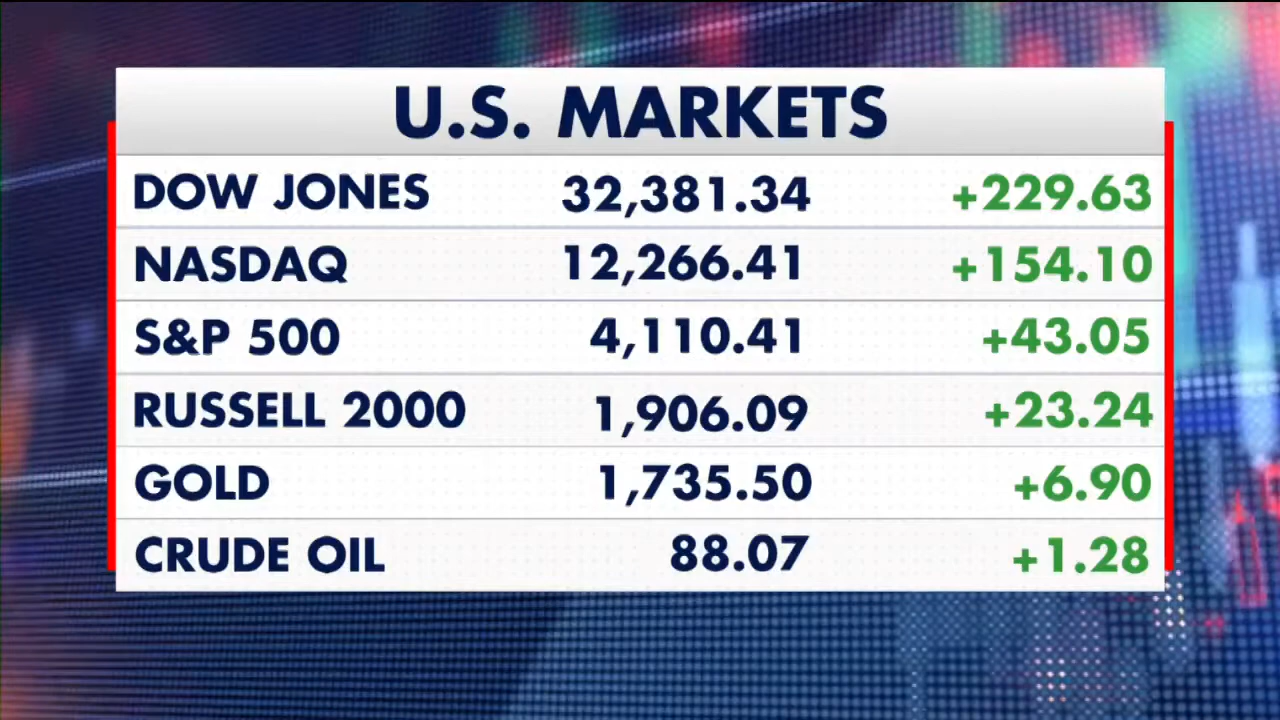 U.S. MARKETS
DOW JONES 32,381.34 +229.63
NASDAQ 12,266.41 +154.10
S&P 500 4,110.41 +43.05
RUSSELL 2000 1,906.09 +23.24
GOLD 1,735.50 +6.90
CRUDE OIL 88.07 +1.28